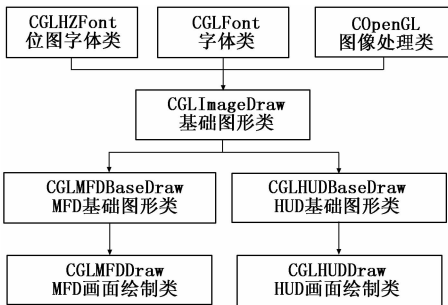 CGLHZFont
位图字体类
CGLFont
字体类
COpenGL
图像处理类
CGLImageDraw
基础图形类
CGLMFDBaseDraw
MFD基础图形类
CGLHUDBaseDraw
HUD基础图形类
CGLMFDDraw
MFD画面绘制类
CGLHUDDraw
HUD画面绘制类